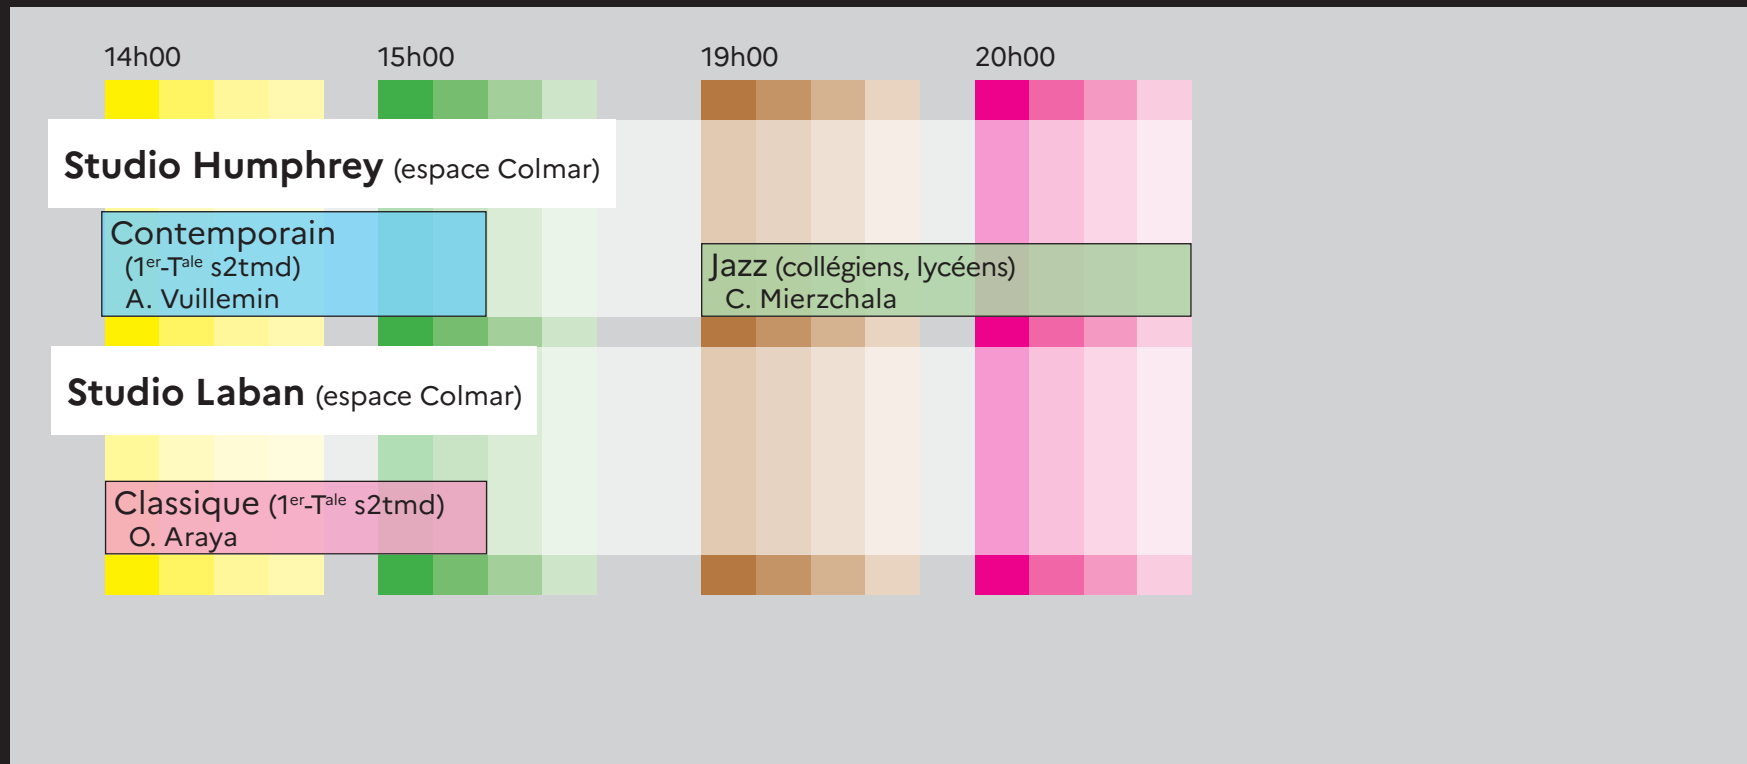 14h00 15h00 19h00 20h00
Studio Humphrey (espace Colmar)
Contemporain
(1er-Tale s2tmd)
A. Vuillemin
Jazz (collégiens, lycéens)
C. Mierzchala
Studio Laban (espace Colmar)
Classique (1er-Tale s2tmd)
O. Araya